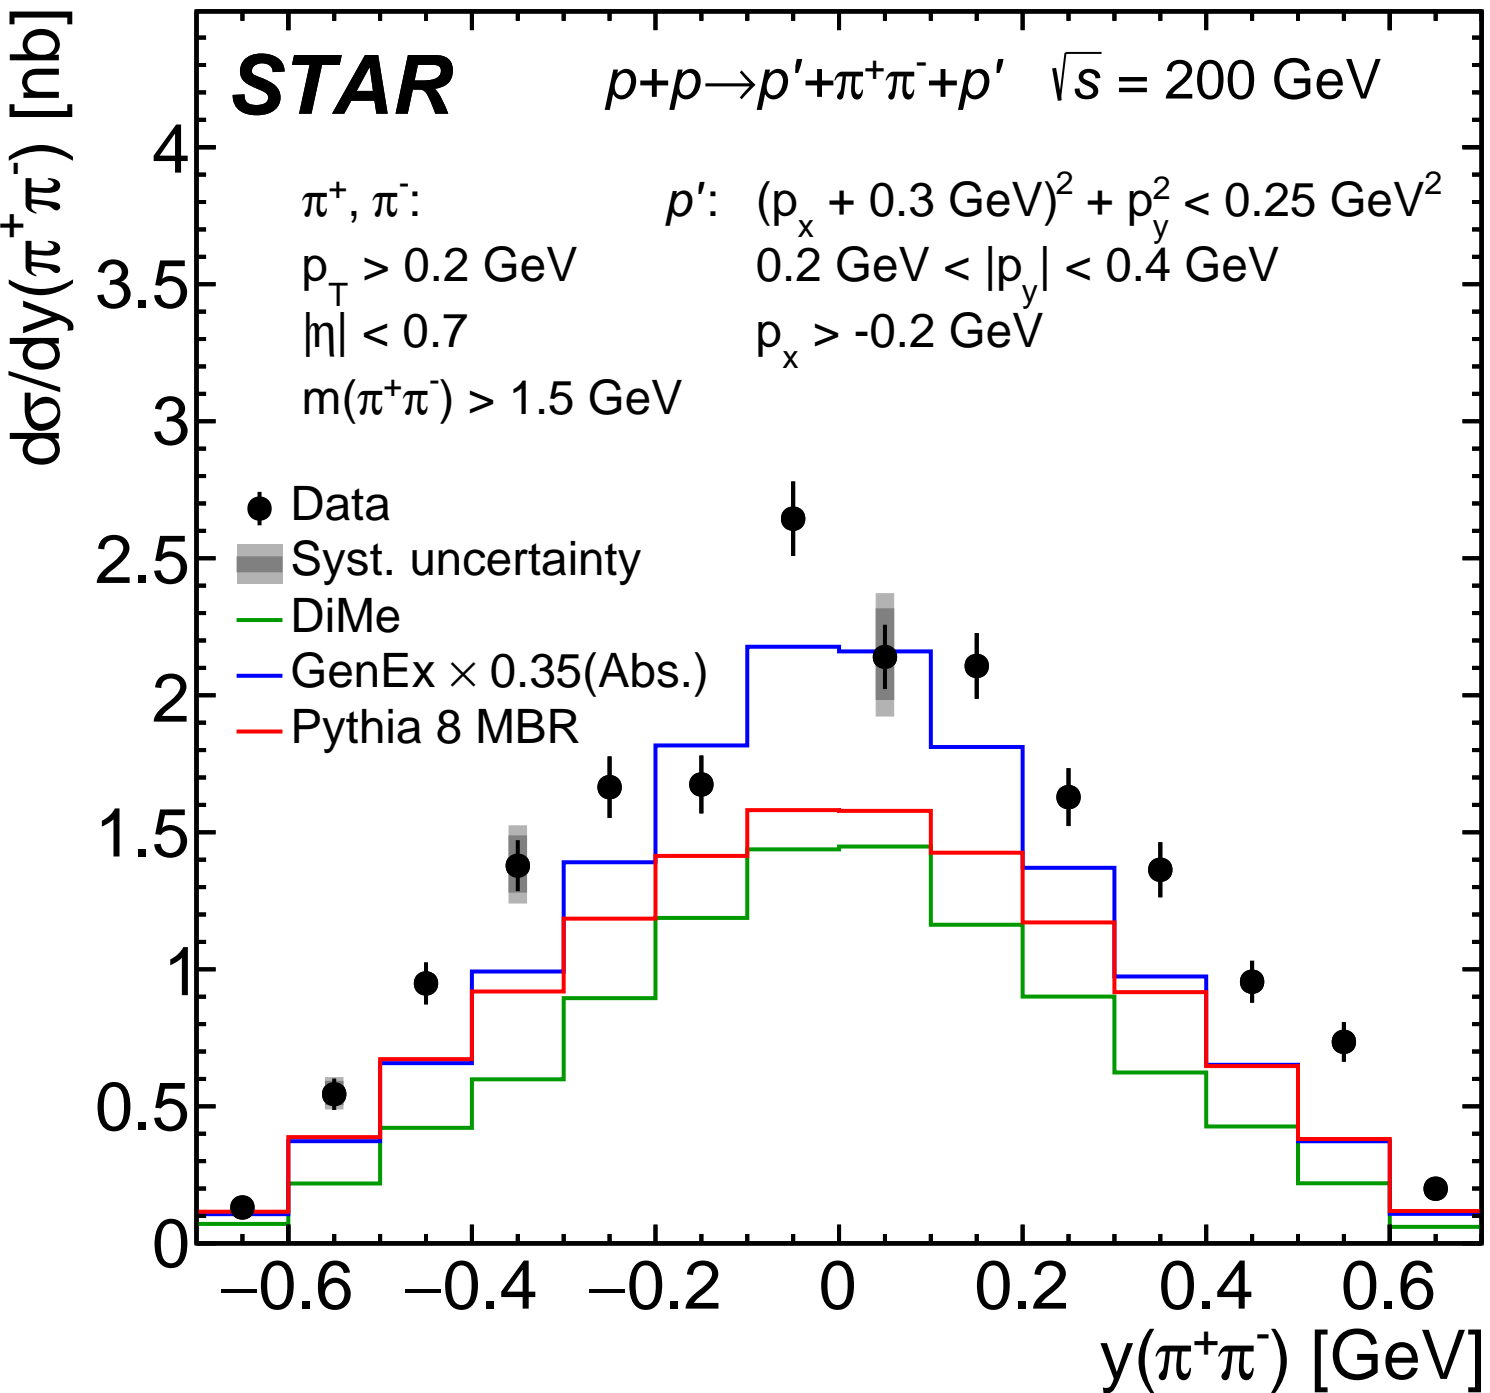 STAR p+p→p′+π⁺π⁻+p′ √s = 200 GeV
π⁺, π⁻: p′: (pₓ + 0.3 GeV)² + p_y² < 0.25 GeV²
p_T > 0.2 GeV 0.2 GeV < |p_y| < 0.4 GeV
|η| < 0.7 pₓ > -0.2 GeV
m(π⁺π⁻) > 1.5 GeV
Data
Syst. uncertainty
DiMe
GenEx × 0.35(Abs.)
Pythia 8 MBR
dσ/dy(π⁺π⁻) [nb]
4
3.5
3
2.5
2
1.5
1
0.5
0
−0.6 −0.4 −0.2 0 0.2 0.4 0.6
y(π⁺π⁻) [GeV]